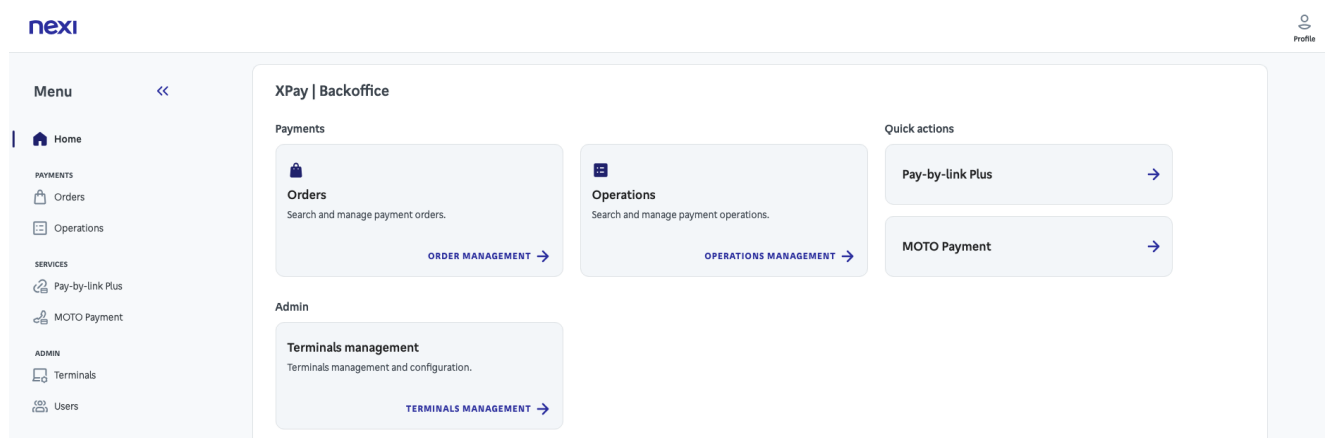 nexi
Profile
Menu
Home
PAYMENTS
Orders
Operations
SERVICES
Pay-by-link Plus
MOTO Payment
ADMIN
Terminals
Users
XPay | Backoffice
Payments
Orders
Search and manage payment orders.
ORDER MANAGEMENT
Operations
Search and manage payment operations.
OPERATIONS MANAGEMENT
Quick actions
Pay-by-link Plus
MOTO Payment
Admin
Terminals management
Terminals management and configuration.
TERMINALS MANAGEMENT